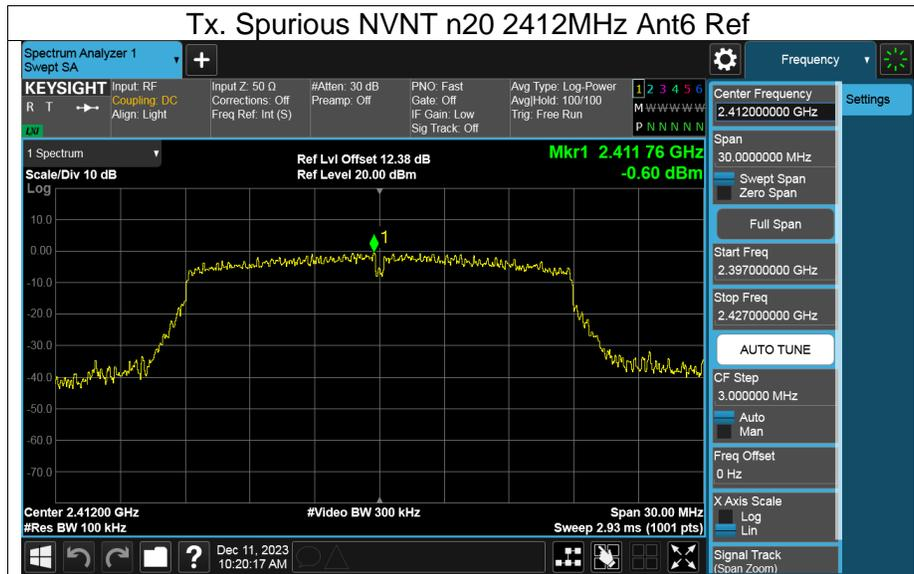 Tx. Spurious NVNT n20 2412MHz Ant6 Ref
Spectrum Analyzer 1
Swept SA
+
Frequency
KEYSIGHT
R T
LXI
Input: RF
Coupling: DC
Align: Light
Input Z: 50 Ω
Corrections: Off
Freq Ref: Int (S)
#Atten: 30 dB
Preamp: Off
PNO: Fast
Gate: Off
IF Gain: Low
Sig Track: Off
Avg Type: Log-Power
Avg|Hold: 100/100
Trig: Free Run
1 2 3 4 5 6
M W W W W W
P N N N N N
1 Spectrum
Scale/Div 10 dB
Log
Ref Lvl Offset 12.38 dB
Ref Level 20.00 dBm
Mkr1 2.411 76 GHz
-0.60 dBm
1
10.0
0.00
-10.0
-20.0
-30.0
-40.0
-50.0
-60.0
-70.0
Center 2.41200 GHz
#Res BW 100 kHz
#Video BW 300 kHz
Span 30.00 MHz
Sweep 2.93 ms (1001 pts)
?
Dec 11, 2023
10:20:17 AM
Center Frequency
2.412000000 GHz
Settings
Span
30.0000000 MHz
Swept Span
Zero Span
Full Span
Start Freq
2.397000000 GHz
Stop Freq
2.427000000 GHz
AUTO TUNE
CF Step
3.000000 MHz
Auto
Man
Freq Offset
0 Hz
X Axis Scale
Log
Lin
Signal Track
(Span Zoom)